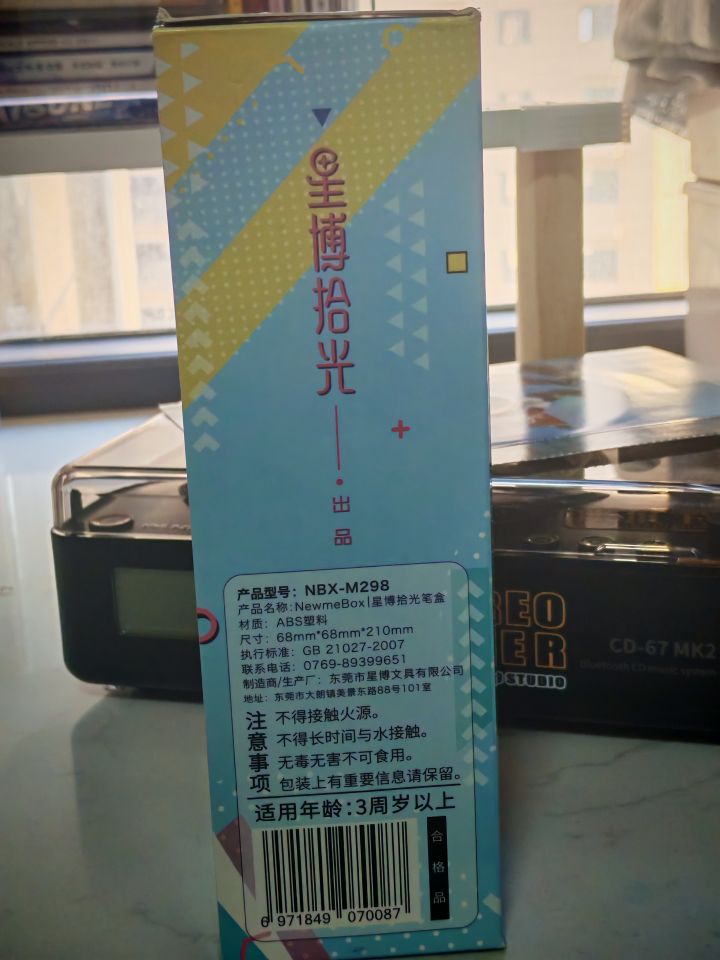 星博拾光
出品
产品型号：NBX-M298
产品名称:NewmeBox|星博拾光笔盒
材质：ABS塑料
尺寸：68mm*68mm*210mm
执行标准：GB 21027-2007
联系电话：0769-89399651
制造商/生产厂：东莞市星博文具有限公司
地址：东莞市大朗镇美景东路88号101室
注意事项
不得接触火源。
不得长时间与水接触。
无毒无害不可食用。
包装上有重要信息请保留。
适用年龄:3周岁以上
合格品
6 971849 070087
CD-67 MK2
Bluetooth CD music system
STUDIO